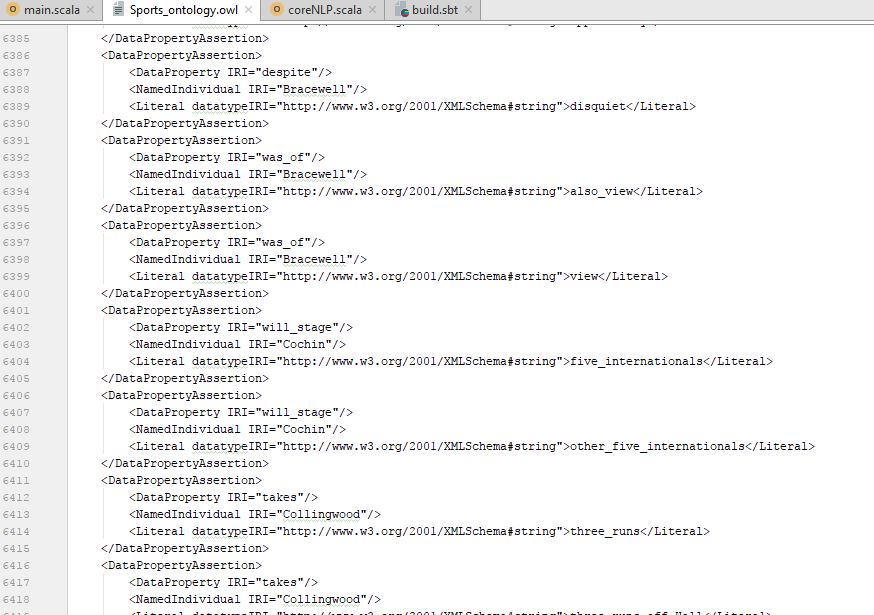 main.scala Sports_ontology.owl coreNLP.scala build.sbt
6385 </DataPropertyAssertion>
6386 <DataPropertyAssertion>
6387 <DataProperty IRI="despite"/>
6388 <NamedIndividual IRI="Bracewell"/>
6389 <Literal datatypeIRI="http://www.w3.org/2001/XMLSchema#string">disquiet</Literal>
6390 </DataPropertyAssertion>
6391 <DataPropertyAssertion>
6392 <DataProperty IRI="was_of"/>
6393 <NamedIndividual IRI="Bracewell"/>
6394 <Literal datatypeIRI="http://www.w3.org/2001/XMLSchema#string">also_view</Literal>
6395 </DataPropertyAssertion>
6396 <DataPropertyAssertion>
6397 <DataProperty IRI="was_of"/>
6398 <NamedIndividual IRI="Bracewell"/>
6399 <Literal datatypeIRI="http://www.w3.org/2001/XMLSchema#string">view</Literal>
6400 </DataPropertyAssertion>
6401 <DataPropertyAssertion>
6402 <DataProperty IRI="will_stage"/>
6403 <NamedIndividual IRI="Cochin"/>
6404 <Literal datatypeIRI="http://www.w3.org/2001/XMLSchema#string">five_internationals</Literal>
6405 </DataPropertyAssertion>
6406 <DataPropertyAssertion>
6407 <DataProperty IRI="will_stage"/>
6408 <NamedIndividual IRI="Cochin"/>
6409 <Literal datatypeIRI="http://www.w3.org/2001/XMLSchema#string">other_five_internationals</Literal>
6410 </DataPropertyAssertion>
6411 <DataPropertyAssertion>
6412 <DataProperty IRI="takes"/>
6413 <NamedIndividual IRI="Collingwood"/>
6414 <Literal datatypeIRI="http://www.w3.org/2001/XMLSchema#string">three_runs</Literal>
6415 </DataPropertyAssertion>
6416 <DataPropertyAssertion>
6417 <DataProperty IRI="takes"/>
6418 <NamedIndividual IRI="Collingwood"/>